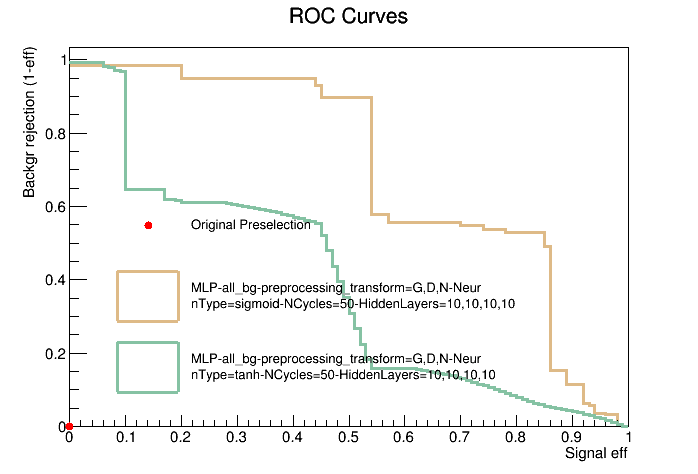 ROC Curves
Backgr rejection (1-eff)
1
0.8
0.6
0.4
0.2
0
Original Preselection
MLP-all_bg-preprocessing_transform=G,D,N-Neur
nType=sigmoid-NCycles=50-HiddenLayers=10,10,10,10
MLP-all_bg-preprocessing_transform=G,D,N-Neur
nType=tanh-NCycles=50-HiddenLayers=10,10,10,10
0 0.1 0.2 0.3 0.4 0.5 0.6 0.7 0.8 0.9 1
Signal eff